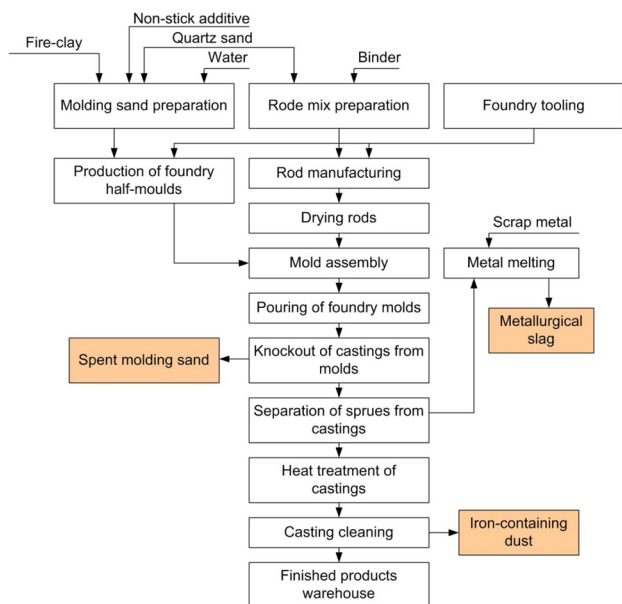 Non-stick additive
Fire-clay
Quartz sand
Water
Binder
Molding sand preparation
Rode mix preparation
Foundry tooling
Production of foundry
half-moulds
Rod manufacturing
Drying rods
Scrap metal
Mold assembly
Metal melting
Pouring of foundry molds
Metallurgical
slag
Spent molding sand
Knockout of castings from
molds
Separation of sprues from
castings
Heat treatment of
castings
Casting cleaning
Iron-containing
dust
Finished products
warehouse